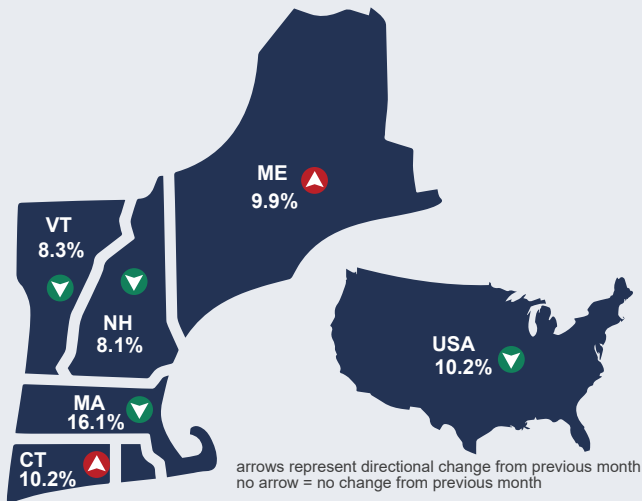 ME
9.9%
VT
8.3%
NH
8.1%
USA
10.2%
MA
16.1%
CT
10.2%
arrows represent directional change from previous month
no arrow = no change from previous month